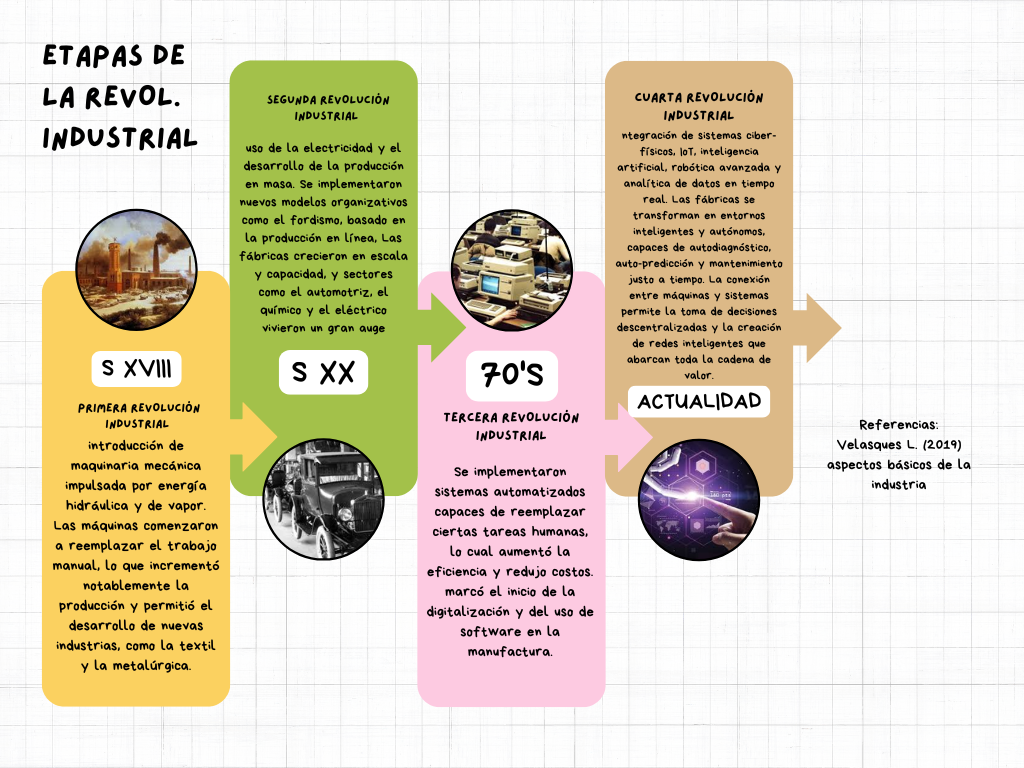 ETAPAS DE
LA REVOL.
INDUSTRIAL
S XVIII
PRIMERA REVOLUCIÓN
INDUSTRIAL
introducción de
maquinaria mecánica
impulsada por energía
hidráulica y de vapor.
Las máquinas comenzaron
a reemplazar el trabajo
manual, lo que incrementó
notablemente la
producción y permitió el
desarrollo de nuevas
industrias, como la textil
y la metalúrgica.
SEGUNDA REVOLUCIÓN
INDUSTRIAL
uso de la electricidad y el
desarrollo de la producción
en masa. Se implementaron
nuevos modelos organizativos
como el fordismo, basado en
la producción en línea, Las
fábricas crecieron en escala
y capacidad, y sectores
como el automotriz, el
químico y el eléctrico
vivieron un gran auge
S XX
70'S
TERCERA REVOLUCIÓN
INDUSTRIAL
Se implementaron
sistemas automatizados
capaces de reemplazar
ciertas tareas humanas,
lo cual aumentó la
eficiencia y redujo costos.
marcó el inicio de la
digitalización y del uso de
software en la
manufactura.
CUARTA REVOLUCIÓN
INDUSTRIAL
ntegración de sistemas ciber-
físicos, IoT, inteligencia
artificial, robótica avanzada y
analítica de datos en tiempo
real. Las fábricas se
transforman en entornos
inteligentes y autónomos,
capaces de autodiagnóstico,
auto-predicción y mantenimiento
justo a tiempo. La conexión
entre máquinas y sistemas
permite la toma de decisiones
descentralizadas y la creación
de redes inteligentes que
abarcan toda la cadena de
valor.
ACTUALIDAD
Referencias:
Velasques L. (2019)
aspectos básicos de la
industria